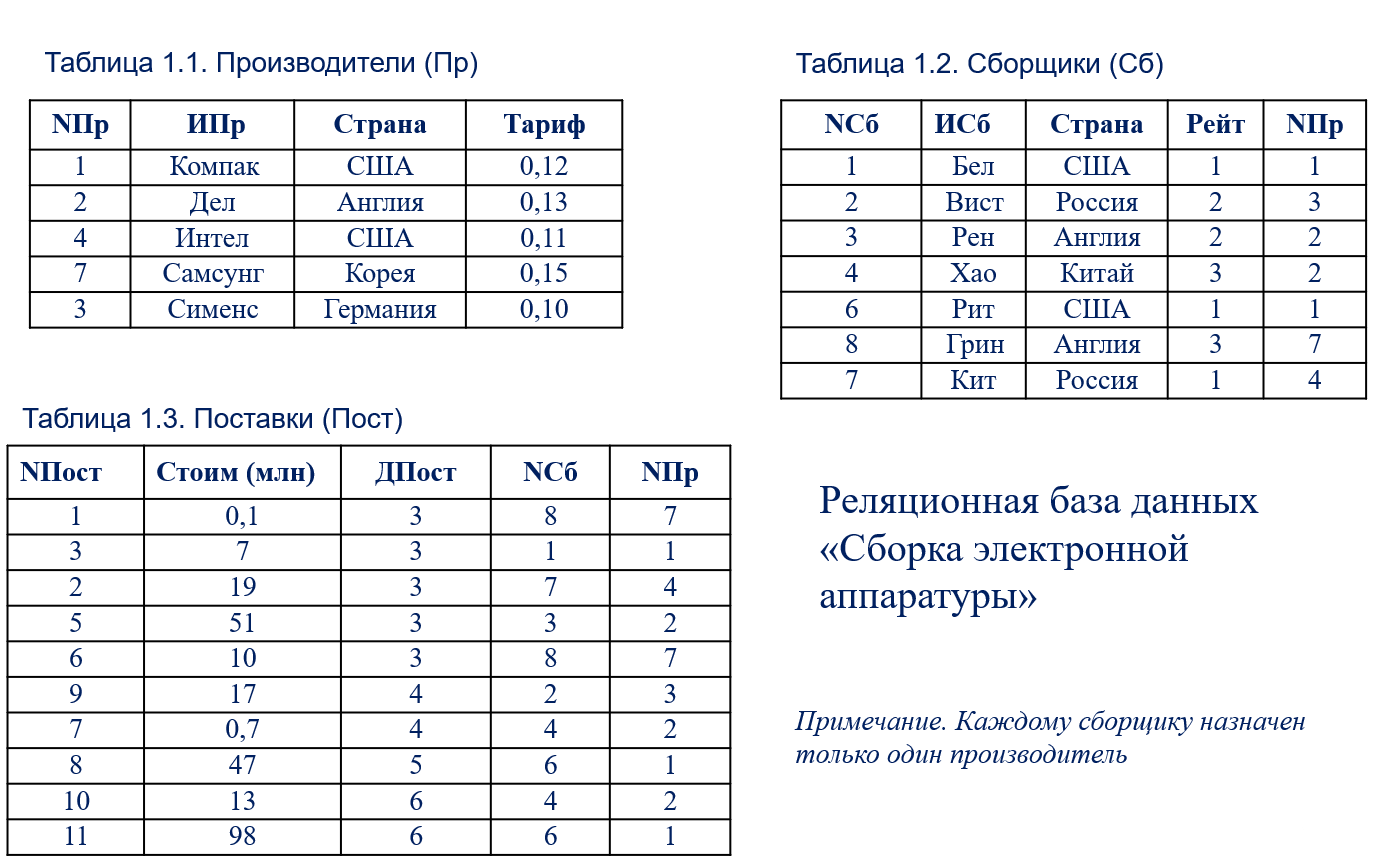 Таблица 1.1. Производители (Пр)
NПр ИПр Страна Тариф
1 Компак США 0,12
2 Дел Англия 0,13
4 Интел США 0,11
7 Самсунг Корея 0,15
3 Сименс Германия 0,10
Таблица 1.2. Сборщики (Сб)
NСб ИСб Страна Рейт NПр
1 Бел США 1 1
2 Вист Россия 2 3
3 Рен Англия 2 2
4 Хао Китай 3 2
6 Рит США 1 1
8 Грин Англия 3 7
7 Кит Россия 1 4
Таблица 1.3. Поставки (Пост)
NПост Стоим (млн) ДПост NСб NПр
1 0,1 3 8 7
3 7 3 1 1
2 19 3 7 4
5 51 3 3 2
6 10 3 8 7
9 17 4 2 3
7 0,7 4 4 2
8 47 5 6 1
10 13 6 4 2
11 98 6 6 1
Реляционная база данных
«Сборка электронной
аппаратуры»
Примечание. Каждому сборщику назначен
только один производитель